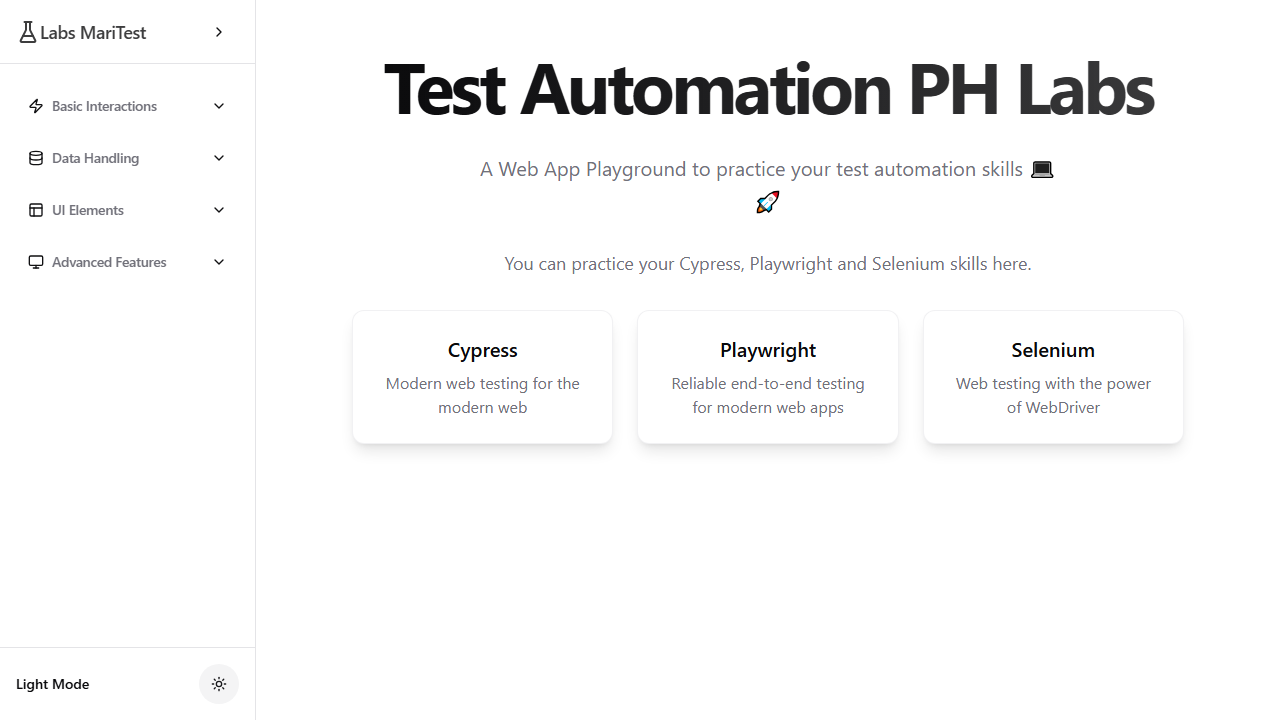 Labs MariTest
Basic Interactions
Data Handling
UI Elements
Advanced Features
Light Mode
Test Automation PH Labs
A Web App Playground to practice your test automation skills 💻
🚀
You can practice your Cypress, Playwright and Selenium skills here.
Cypress
Modern web testing for the
modern web
Playwright
Reliable end-to-end testing
for modern web apps
Selenium
Web testing with the power
of WebDriver